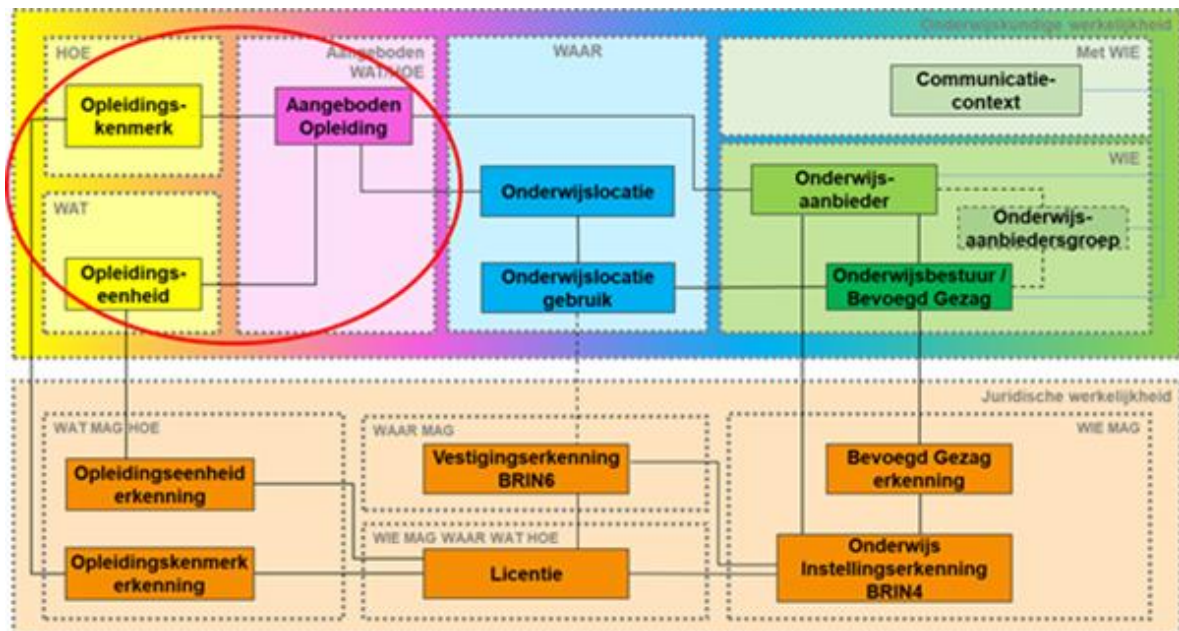 Onderwijskundige werkelijkheid
HOE
Opleidings-
kenmerk
WAT
Opleidings-
eenheid
Aangeboden
WAT/HOE
Aangeboden
Opleiding
WAAR
Onderwijslocatie
Onderwijslocatie
gebruik
Met WIE
Communicatie-
context
WIE
Onderwijs-
aanbieder
Onderwijs-
aanbiedersgroep
Onderwijsbestuur /
Bevoegd Gezag
Juridische werkelijkheid
WAT MAG HOE
Opleidingseenheid
erkenning
Opleidingskenmerk
erkenning
WAAR MAG
Vestigingserkenning
BRIN6
WIE MAG WAAR WAT HOE
Licentie
WIE MAG
Bevoegd Gezag
erkenning
Onderwijs
Instellingserkenning
BRIN4